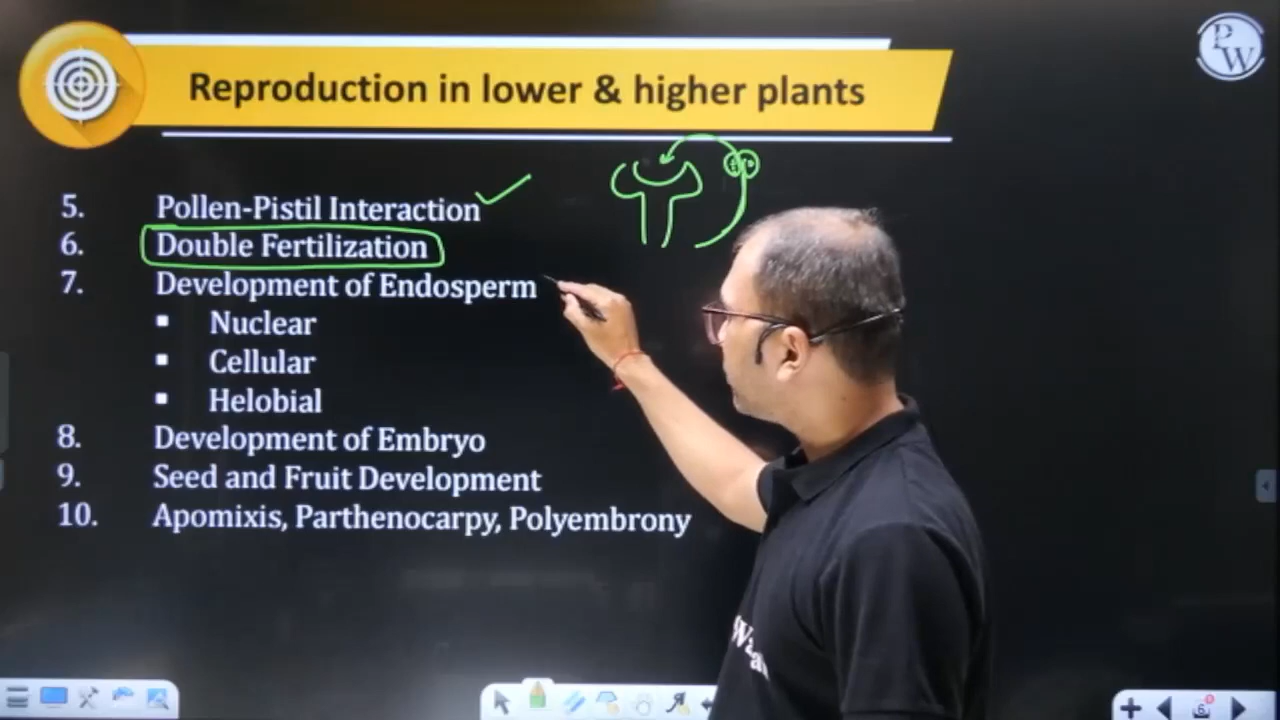 PW
Reproduction in lower & higher plants
5. Pollen-Pistil Interaction
6. Double Fertilization
7. Development of Endosperm
▪ Nuclear
▪ Cellular
▪ Helobial
8. Development of Embryo
9. Seed and Fruit Development
10. Apomixis, Parthenocarpy, Polyembrony